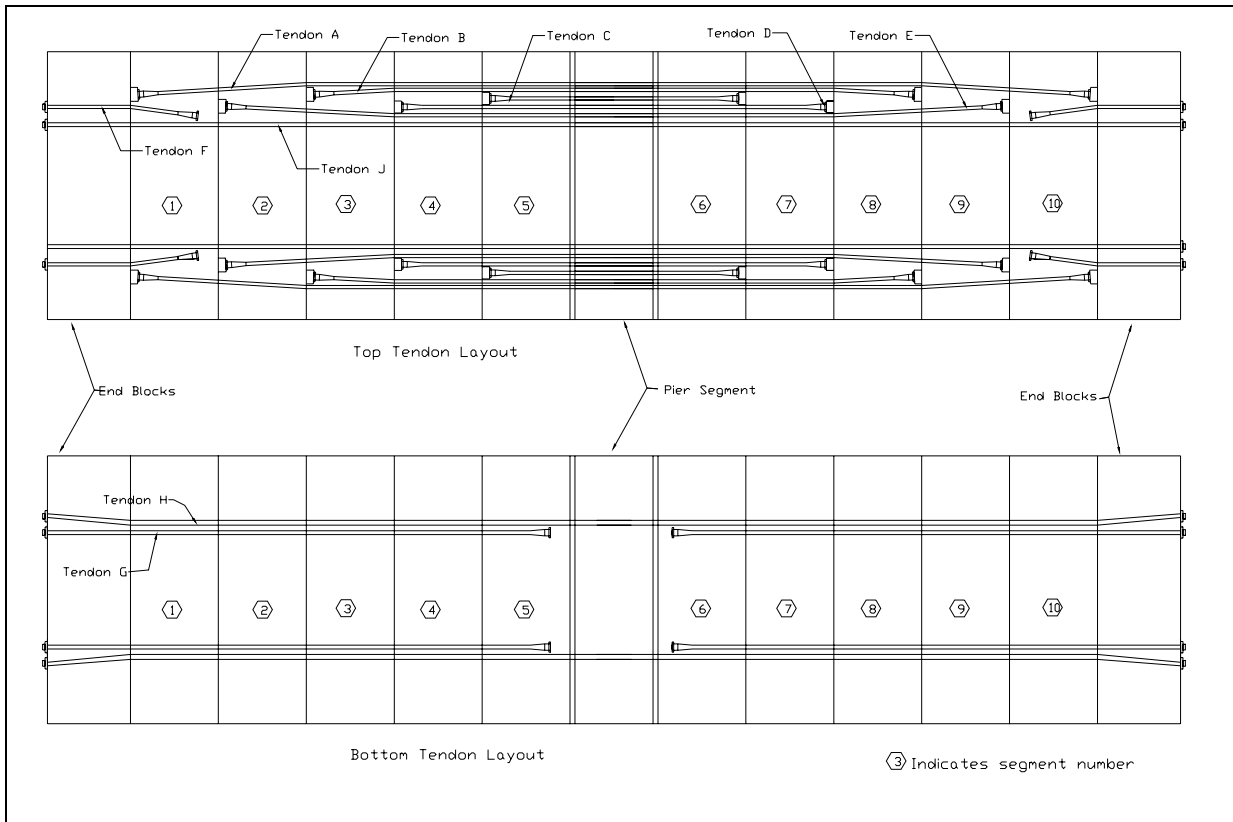 Tendon A
Tendon B
Tendon C
Tendon D
Tendon E
Tendon F
Tendon J
1 2 3 4 5 6 7 8 9 10
Top Tendon Layout
End Blocks
Pier Segment
End Blocks
Tendon H
Tendon G
1 2 3 4 5 6 7 8 9 10
Bottom Tendon Layout
3 Indicates segment number